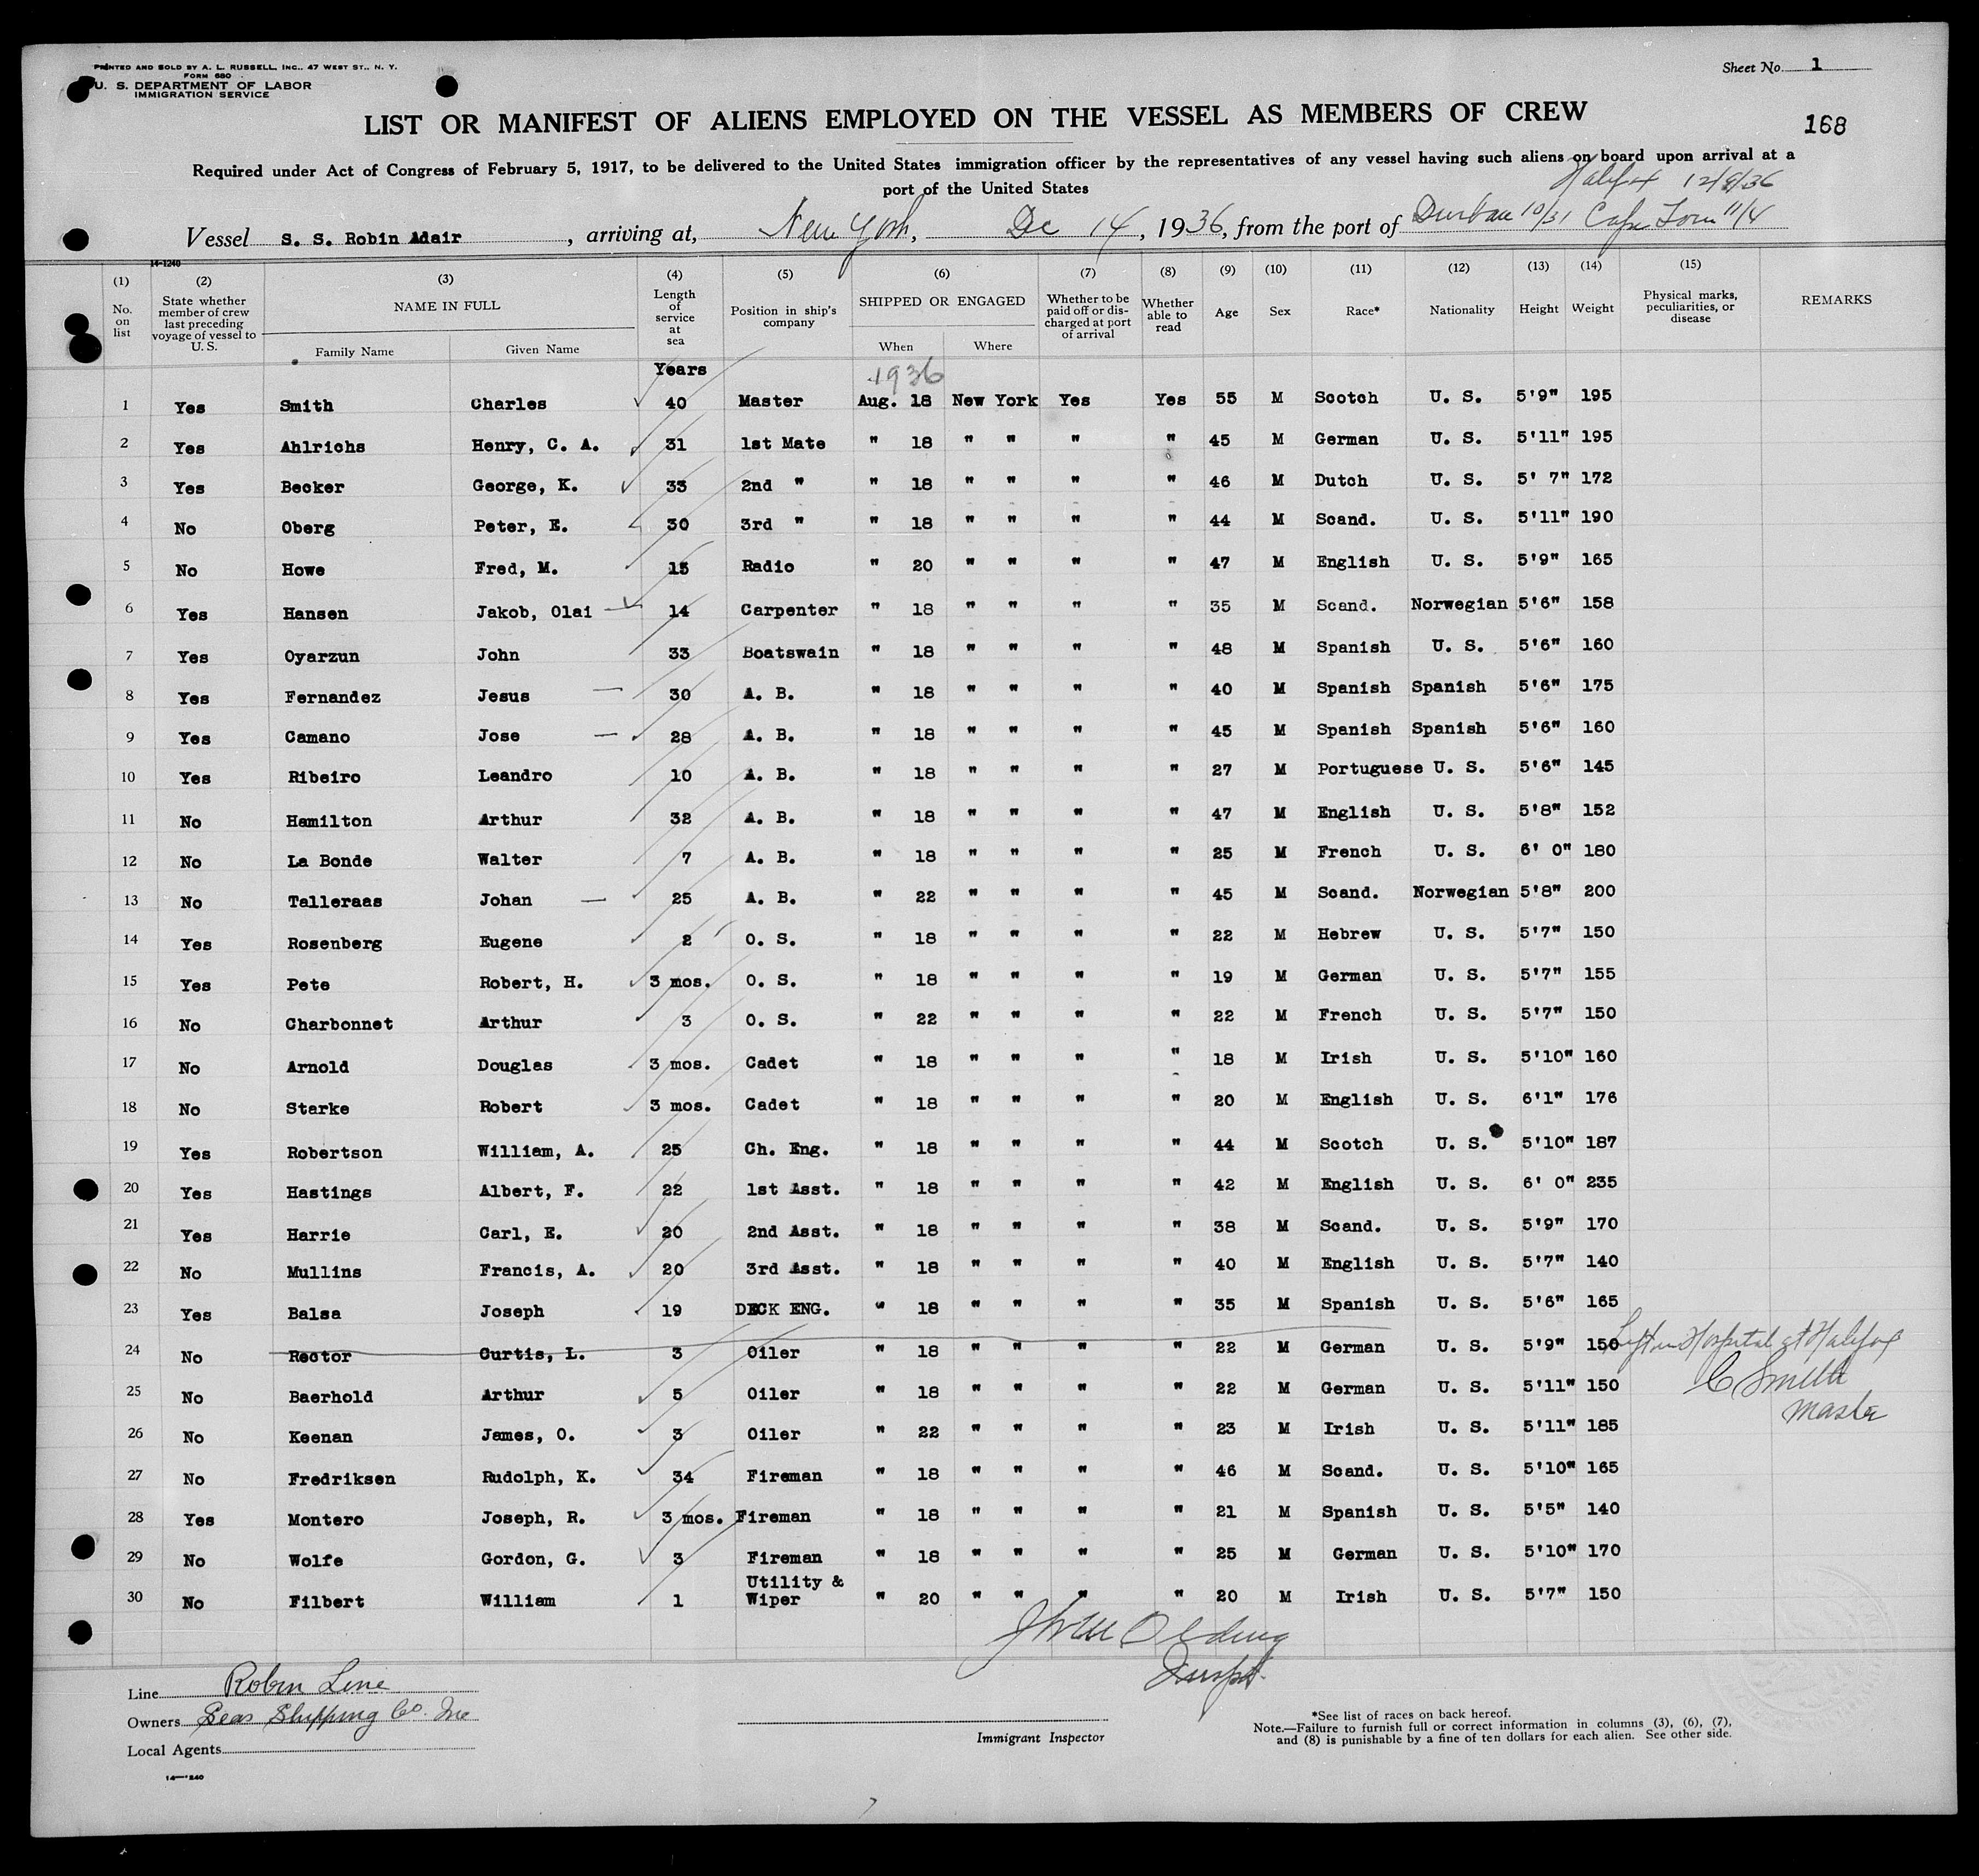 PRINTED AND SOLD BY A. L. RUSSELL, INC., 47 WEST ST., N. Y.
FORM 680
U. S. DEPARTMENT OF LABOR
IMMIGRATION SERVICE
Sheet No. 1
LIST OR MANIFEST OF ALIENS EMPLOYED ON THE VESSEL AS MEMBERS OF CREW
168
Required under Act of Congress of February 5, 1917, to be delivered to the United States immigration officer by the representatives of any vessel having such aliens on board upon arrival at a
port of the United States
Halifax 12/9/36
Vessel S. S. Robin Adair, arriving at, New York, Dec 14, 1936, from the port of Durban 10/31 Cape Town 11/4
14-1240
(1) (2) (3) (4) (5) (6) (7) (8) (9) (10) (11) (12) (13) (14) (15)
No. on list State whether member of crew last preceding voyage of vessel to U. S. NAME IN FULL Length of service at sea Position in ship's company SHIPPED OR ENGAGED Whether to be paid off or discharged at port of arrival Whether able to read Age Sex Race* Nationality Height Weight Physical marks, peculiarities, or disease REMARKS
Family Name Given Name When Where
Years 1936
1 Yes Smith Charles 40 Master Aug. 18 New York Yes Yes 55 M Scotch U. S. 5'9" 195
2 Yes Ahlrichs Henry, C. A. 31 1st Mate " 18 " " " " 45 M German U. S. 5'11" 195
3 Yes Becker George, K. 33 2nd " " 18 " " " " 46 M Dutch U. S. 5' 7" 172
4 No Oberg Peter, E. 30 3rd " " 18 " " " " 44 M Scand. U. S. 5'11" 190
5 No Howe Fred, M. 15 Radio " 20 " " " " 47 M English U. S. 5'9" 165
6 Yes Hansen Jakob, Olai 14 Carpenter " 18 " " " " 35 M Scand. Norwegian 5'6" 158
7 Yes Oyarzun John 33 Boatswain " 18 " " " " 48 M Spanish U. S. 5'6" 160
8 Yes Fernandez Jesus 30 A. B. " 18 " " " " 40 M Spanish Spanish 5'6" 175
9 Yes Camano Jose 28 A. B. " 18 " " " " 45 M Spanish Spanish 5'6" 160
10 Yes Ribeiro Leandro 10 A. B. " 18 " " " " 27 M Portuguese U. S. 5'6" 145
11 No Hamilton Arthur 32 A. B. " 18 " " " " 47 M English U. S. 5'8" 152
12 No La Bonde Walter 7 A. B. " 18 " " " " 25 M French U. S. 6' 0" 180
13 No Talleraas Johan 25 A. B. " 22 " " " " 45 M Scand. Norwegian 5'8" 200
14 Yes Rosenberg Eugene 2 O. S. " 18 " " " " 22 M Hebrew U. S. 5'7" 150
15 Yes Pete Robert, H. 3 mos. O. S. " 18 " " " " 19 M German U. S. 5'7" 155
16 No Charbonnet Arthur 3 O. S. " 22 " " " " 22 M French U. S. 5'7" 150
17 No Arnold Douglas 3 mos. Cadet " 18 " " " " 18 M Irish U. S. 5'10" 160
18 No Starke Robert 3 mos. Cadet " 18 " " " " 20 M English U. S. 6'1" 176
19 Yes Robertson William, A. 25 Ch. Eng. " 18 " " " " 44 M Scotch U. S. 5'10" 187
20 Yes Hastings Albert, F. 22 1st Asst. " 18 " " " " 42 M English U. S. 6' 0" 235
21 Yes Harrie Carl, E. 20 2nd Asst. " 18 " " " " 38 M Scand. U. S. 5'9" 170
22 No Mullins Francis, A. 20 3rd Asst. " 18 " " " " 40 M English U. S. 5'7" 140
23 Yes Balsa Joseph 19 DECK ENG. " 18 " " " " 35 M Spanish U. S. 5'6" 165
24 No Rector Curtis, L. 3 Oiler " 18 " " " " 22 M German U. S. 5'9" 150 Left in Hospital at Halifax
25 No Baerhold Arthur 5 Oiler " 18 " " " " 22 M German U. S. 5'11" 150 C Smith
26 No Keenan James, O. 3 Oiler " 22 " " " " 23 M Irish U. S. 5'11" 185 Master
27 No Fredriksen Rudolph, K. 34 Fireman " 18 " " " " 46 M Scand. U. S. 5'10" 165
28 Yes Montero Joseph, R. 3 mos. Fireman " 18 " " " " 21 M Spanish U. S. 5'5" 140
29 No Wolfe Gordon, G. 3 Fireman " 18 " " " " 25 M German U. S. 5'10" 170
30 No Filbert William 1 Utility & Wiper " 20 " " " " 20 M Irish U. S. 5'7" 150
Line Robin Line
Owners Seas Shipping Co. Inc
Local Agents
Immigrant Inspector
*See list of races on back hereof.
Note.—Failure to furnish full or correct information in columns (3), (6), (7),
and (8) is punishable by a fine of ten dollars for each alien. See other side.